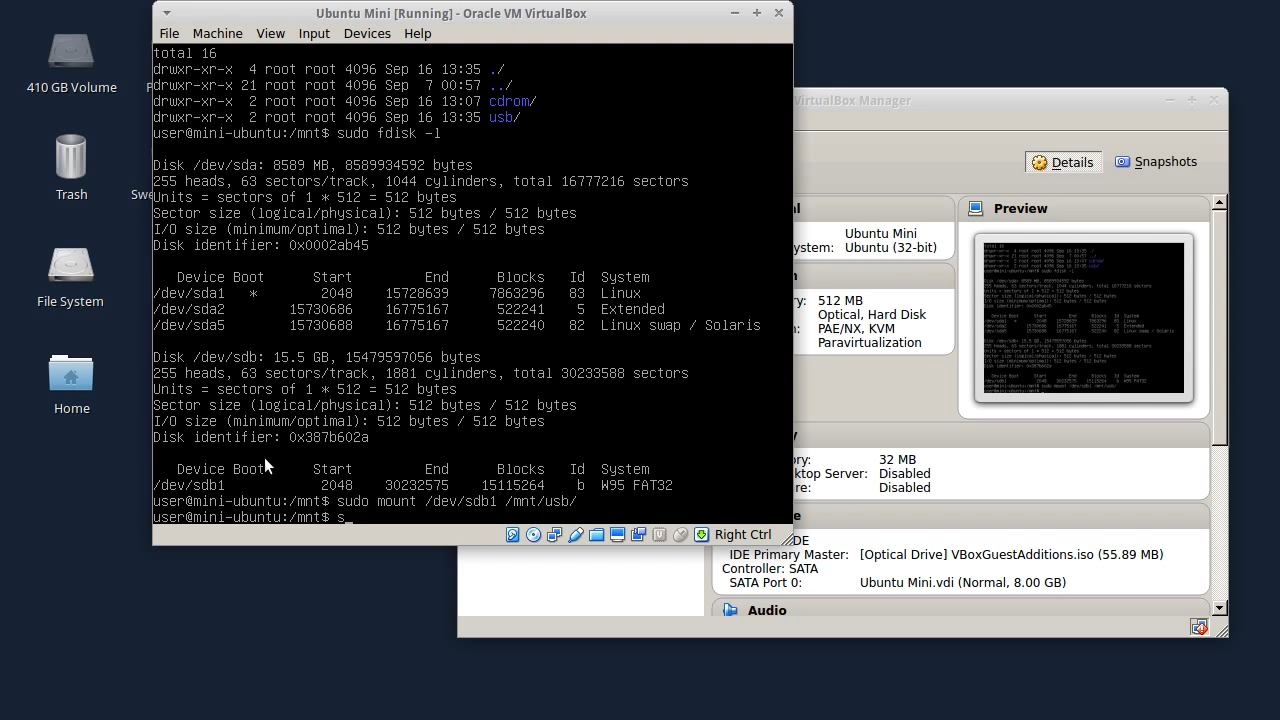 410 GB Volume
P
Trash
Swe
File System
Home
Ubuntu Mini [Running] - Oracle VM VirtualBox
File Machine View Input Devices Help
total 16
drwxr-xr-x 4 root root 4096 Sep 16 13:35 ./
drwxr-xr-x 21 root root 4096 Sep 7 00:57 ../
drwxr-xr-x 2 root root 4096 Sep 16 13:07 cdrom/
drwxr-xr-x 2 root root 4096 Sep 16 13:35 usb/
user@mini-ubuntu:/mnt$ sudo fdisk -l
Disk /dev/sda: 8589 MB, 8589934592 bytes
255 heads, 63 sectors/track, 1044 cylinders, total 16777216 sectors
Units = sectors of 1 * 512 = 512 bytes
Sector size (logical/physical): 512 bytes / 512 bytes
I/O size (minimum/optimal): 512 bytes / 512 bytes
Disk identifier: 0x0002ab45
Device Boot Start End Blocks Id System
/dev/sda1 * 2048 15728639 7863296 83 Linux
/dev/sda2 16775167 522241 5 Extended
/dev/sda5 522240 82 Linux swap / Solaris
Disk /dev/sdb: bytes
255 heads, 63 sectors/track, cylinders, total sectors
Units = sectors of 1 * 512 = 512 bytes
Sector size (logical/physical): 512 bytes / 512 bytes
I/O size (minimum/optimal): 512 bytes / 512 bytes
Disk identifier: 0x387b602a
Device Boot Start End Blocks Id System
/dev/sdb1 2048 30232575 15115264 b W95 FAT32
user@mini-ubuntu:/mnt$ sudo mount /dev/sdb1 /mnt/usb/
user@mini-ubuntu:/mnt$ s_
Right Ctrl
VirtualBox Manager
Details
Snapshots
al
Ubuntu Mini
ystem: Ubuntu (32-bit)
m
ry: 512 MB
Optical, Hard Disk
n: PAE/NX, KVM
Paravirtualization
Preview
y
ory: 32 MB
ktop Server: Disabled
ure: Disabled
e
DE
IDE Primary Master: [Optical Drive] VBoxGuestAdditions.iso (55.89 MB)
Controller: SATA
SATA Port 0: Ubuntu Mini.vdi (Normal, 8.00 GB)
Audio